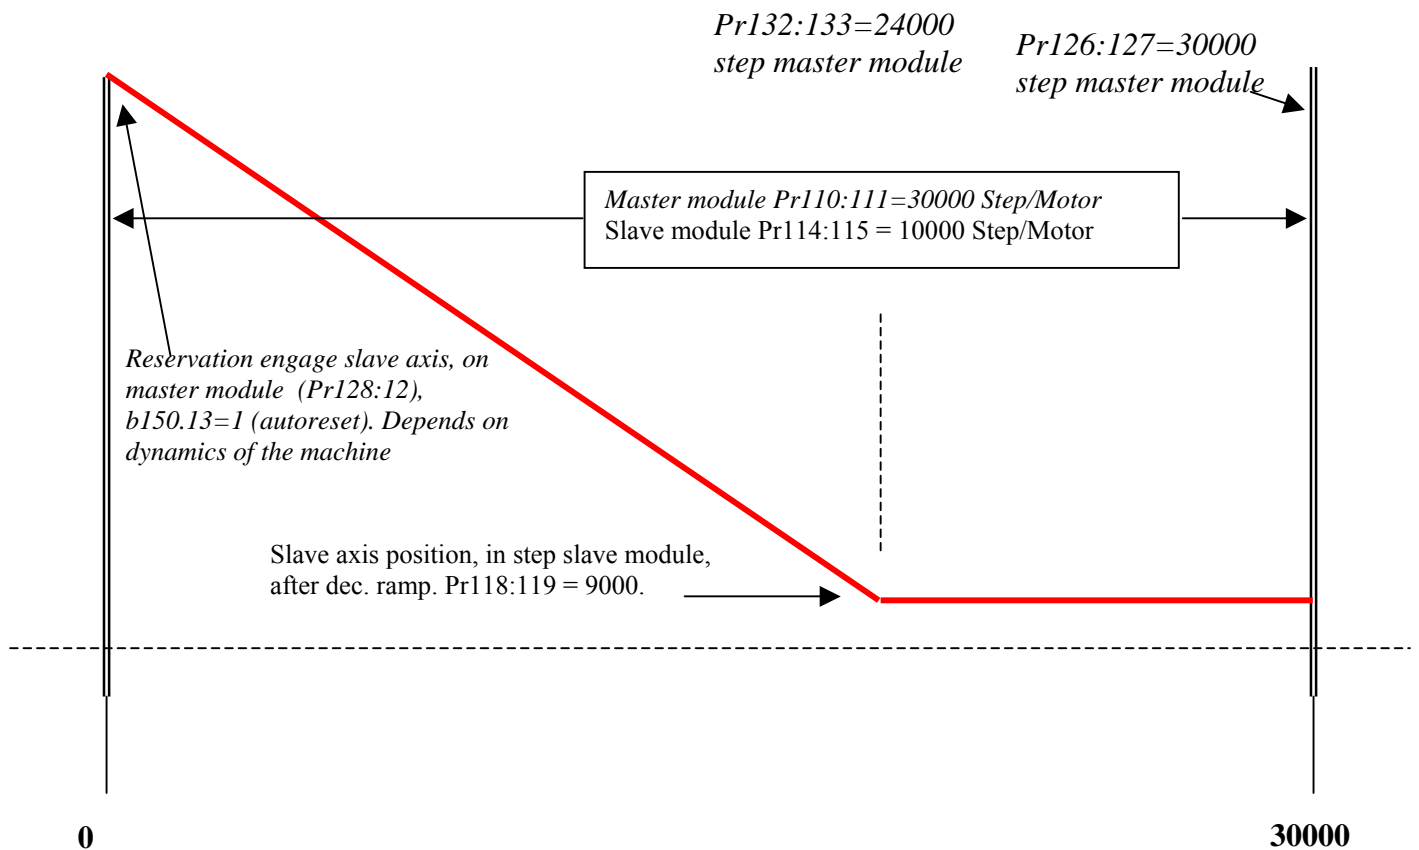 Pr132:133=24000
step master module
Pr126:127=30000
step master module
Master module Pr110:111=30000 Step/Motor
Slave module Pr114:115 = 10000 Step/Motor
Reservation engage slave axis, on
master module (Pr128:12),
b150.13=1 (autoreset). Depends on
dynamics of the machine
Slave axis position, in step slave module,
after dec. ramp. Pr118:119 = 9000.
0
30000